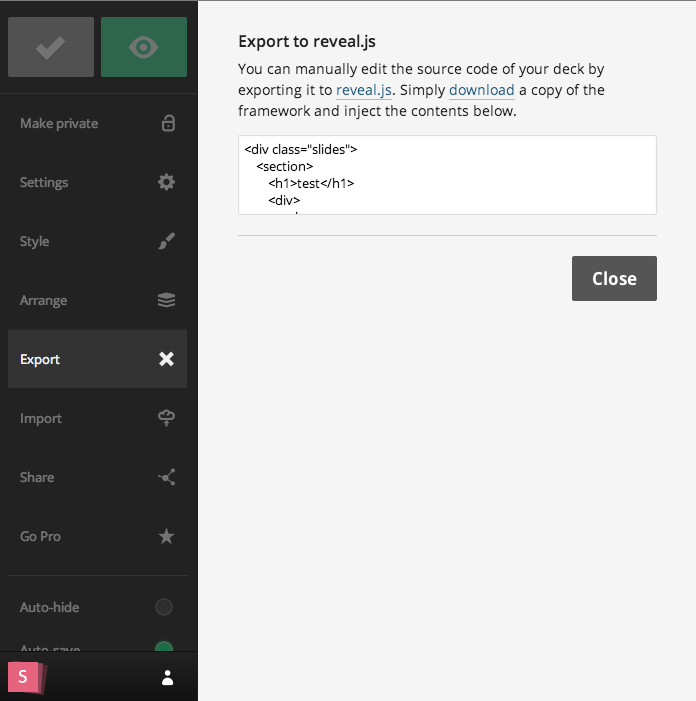 Make private
Settings
Style
Arrange
Export
Import
Share
Go Pro
Auto-hide
Auto-save
S
Export to reveal.js
You can manually edit the source code of your deck by
exporting it to reveal.js. Simply download a copy of the
framework and inject the contents below.
<div class="slides">
<section>
<h1>test</h1>
<div>
Close